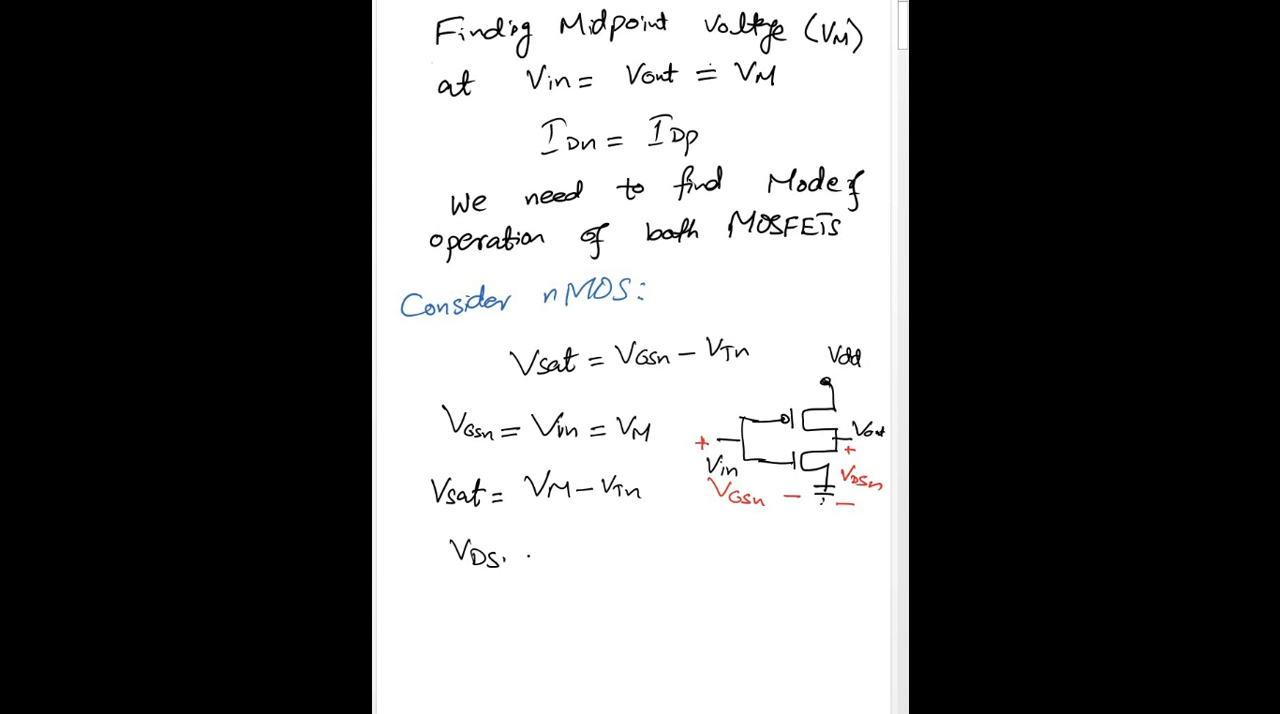 Finding Midpoint Voltage (VM)
at Vin = Vout = VM
IDn = IDp
We need to find Mode of
operation of both MOSFETs
Consider nMOS:
Vsat = VGSn - VTn
Vdd
VGSn = Vin = VM
+
Vout
+
Vin
VDSn
Vsat = VM - VTn
VGSn -
-
VDS.